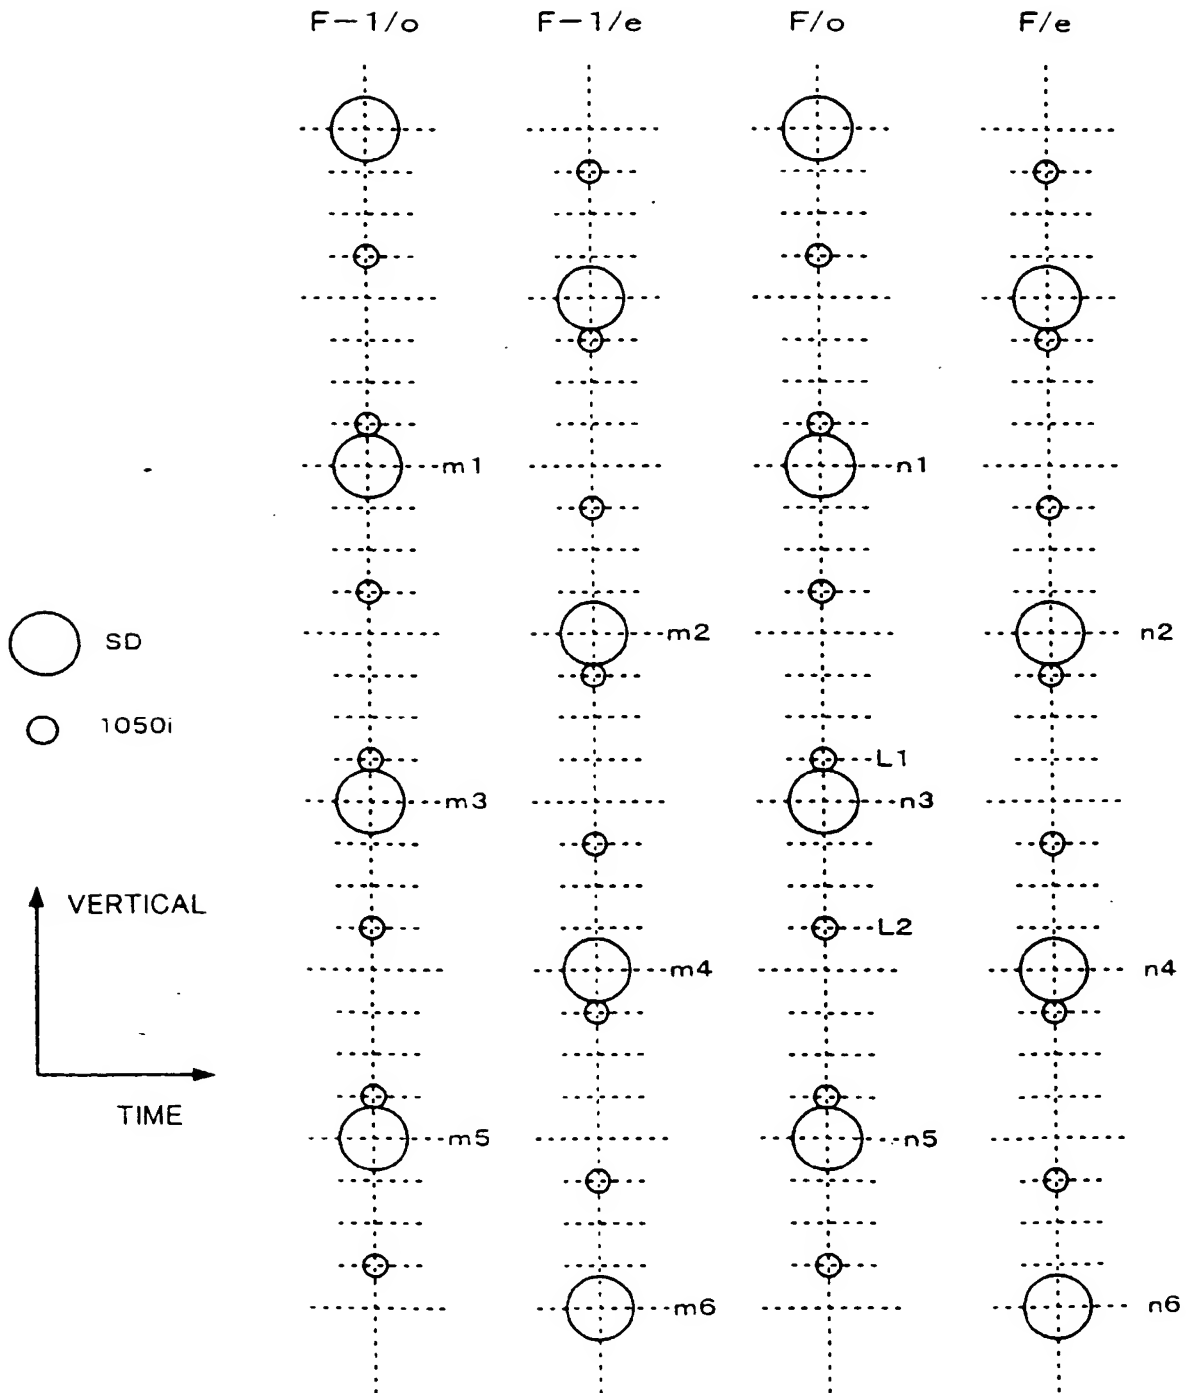 F-1/o F-1/e F/o F/e
m1 n1
SD m2 n2
1050i
L1
m3 n3
VERTICAL L2
m4 n4
TIME
m5 n5
m6 n6